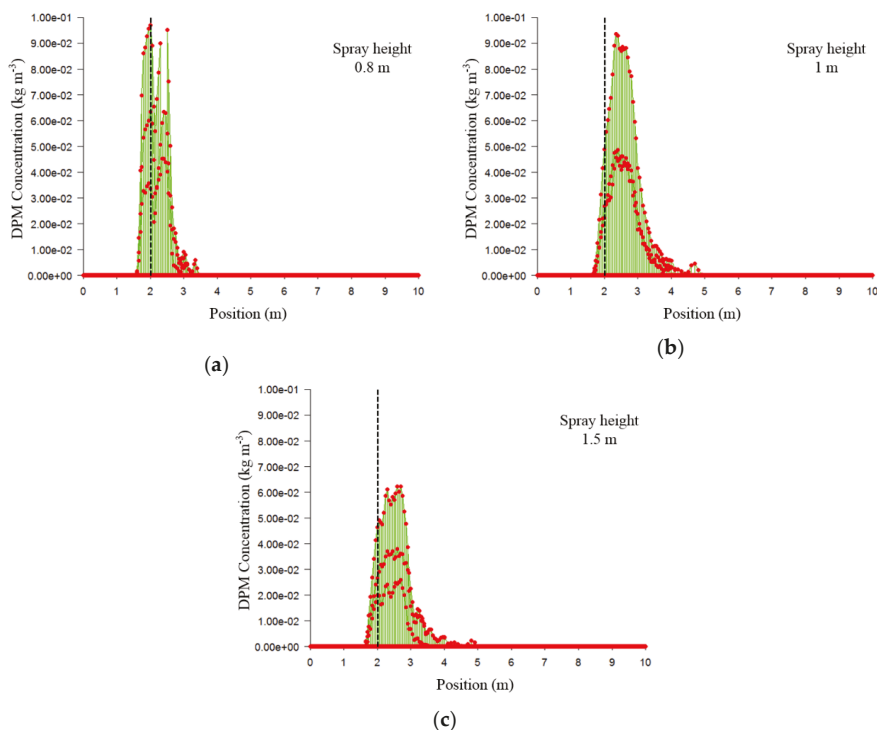 1.00e-01
9.00e-02
8.00e-02
7.00e-02
6.00e-02
5.00e-02
4.00e-02
3.00e-02
2.00e-02
1.00e-02
0.00e+00
DPM Concentration (kg m⁻³)
Spray height
0.8 m
0 1 2 3 4 5 6 7 8 9 10
Position (m)
(a)
1.00e-01
9.00e-02
8.00e-02
7.00e-02
6.00e-02
5.00e-02
4.00e-02
3.00e-02
2.00e-02
1.00e-02
0.00e+00
DPM Concentration (kg m⁻³)
Spray height
1 m
0 1 2 3 4 5 6 7 8 9 10
Position (m)
(b)
1.00e-01
9.00e-02
8.00e-02
7.00e-02
6.00e-02
5.00e-02
4.00e-02
3.00e-02
2.00e-02
1.00e-02
0.00e+00
DPM Concentration (kg m⁻³)
Spray height
1.5 m
0 1 2 3 4 5 6 7 8 9 10
Position (m)
(c)